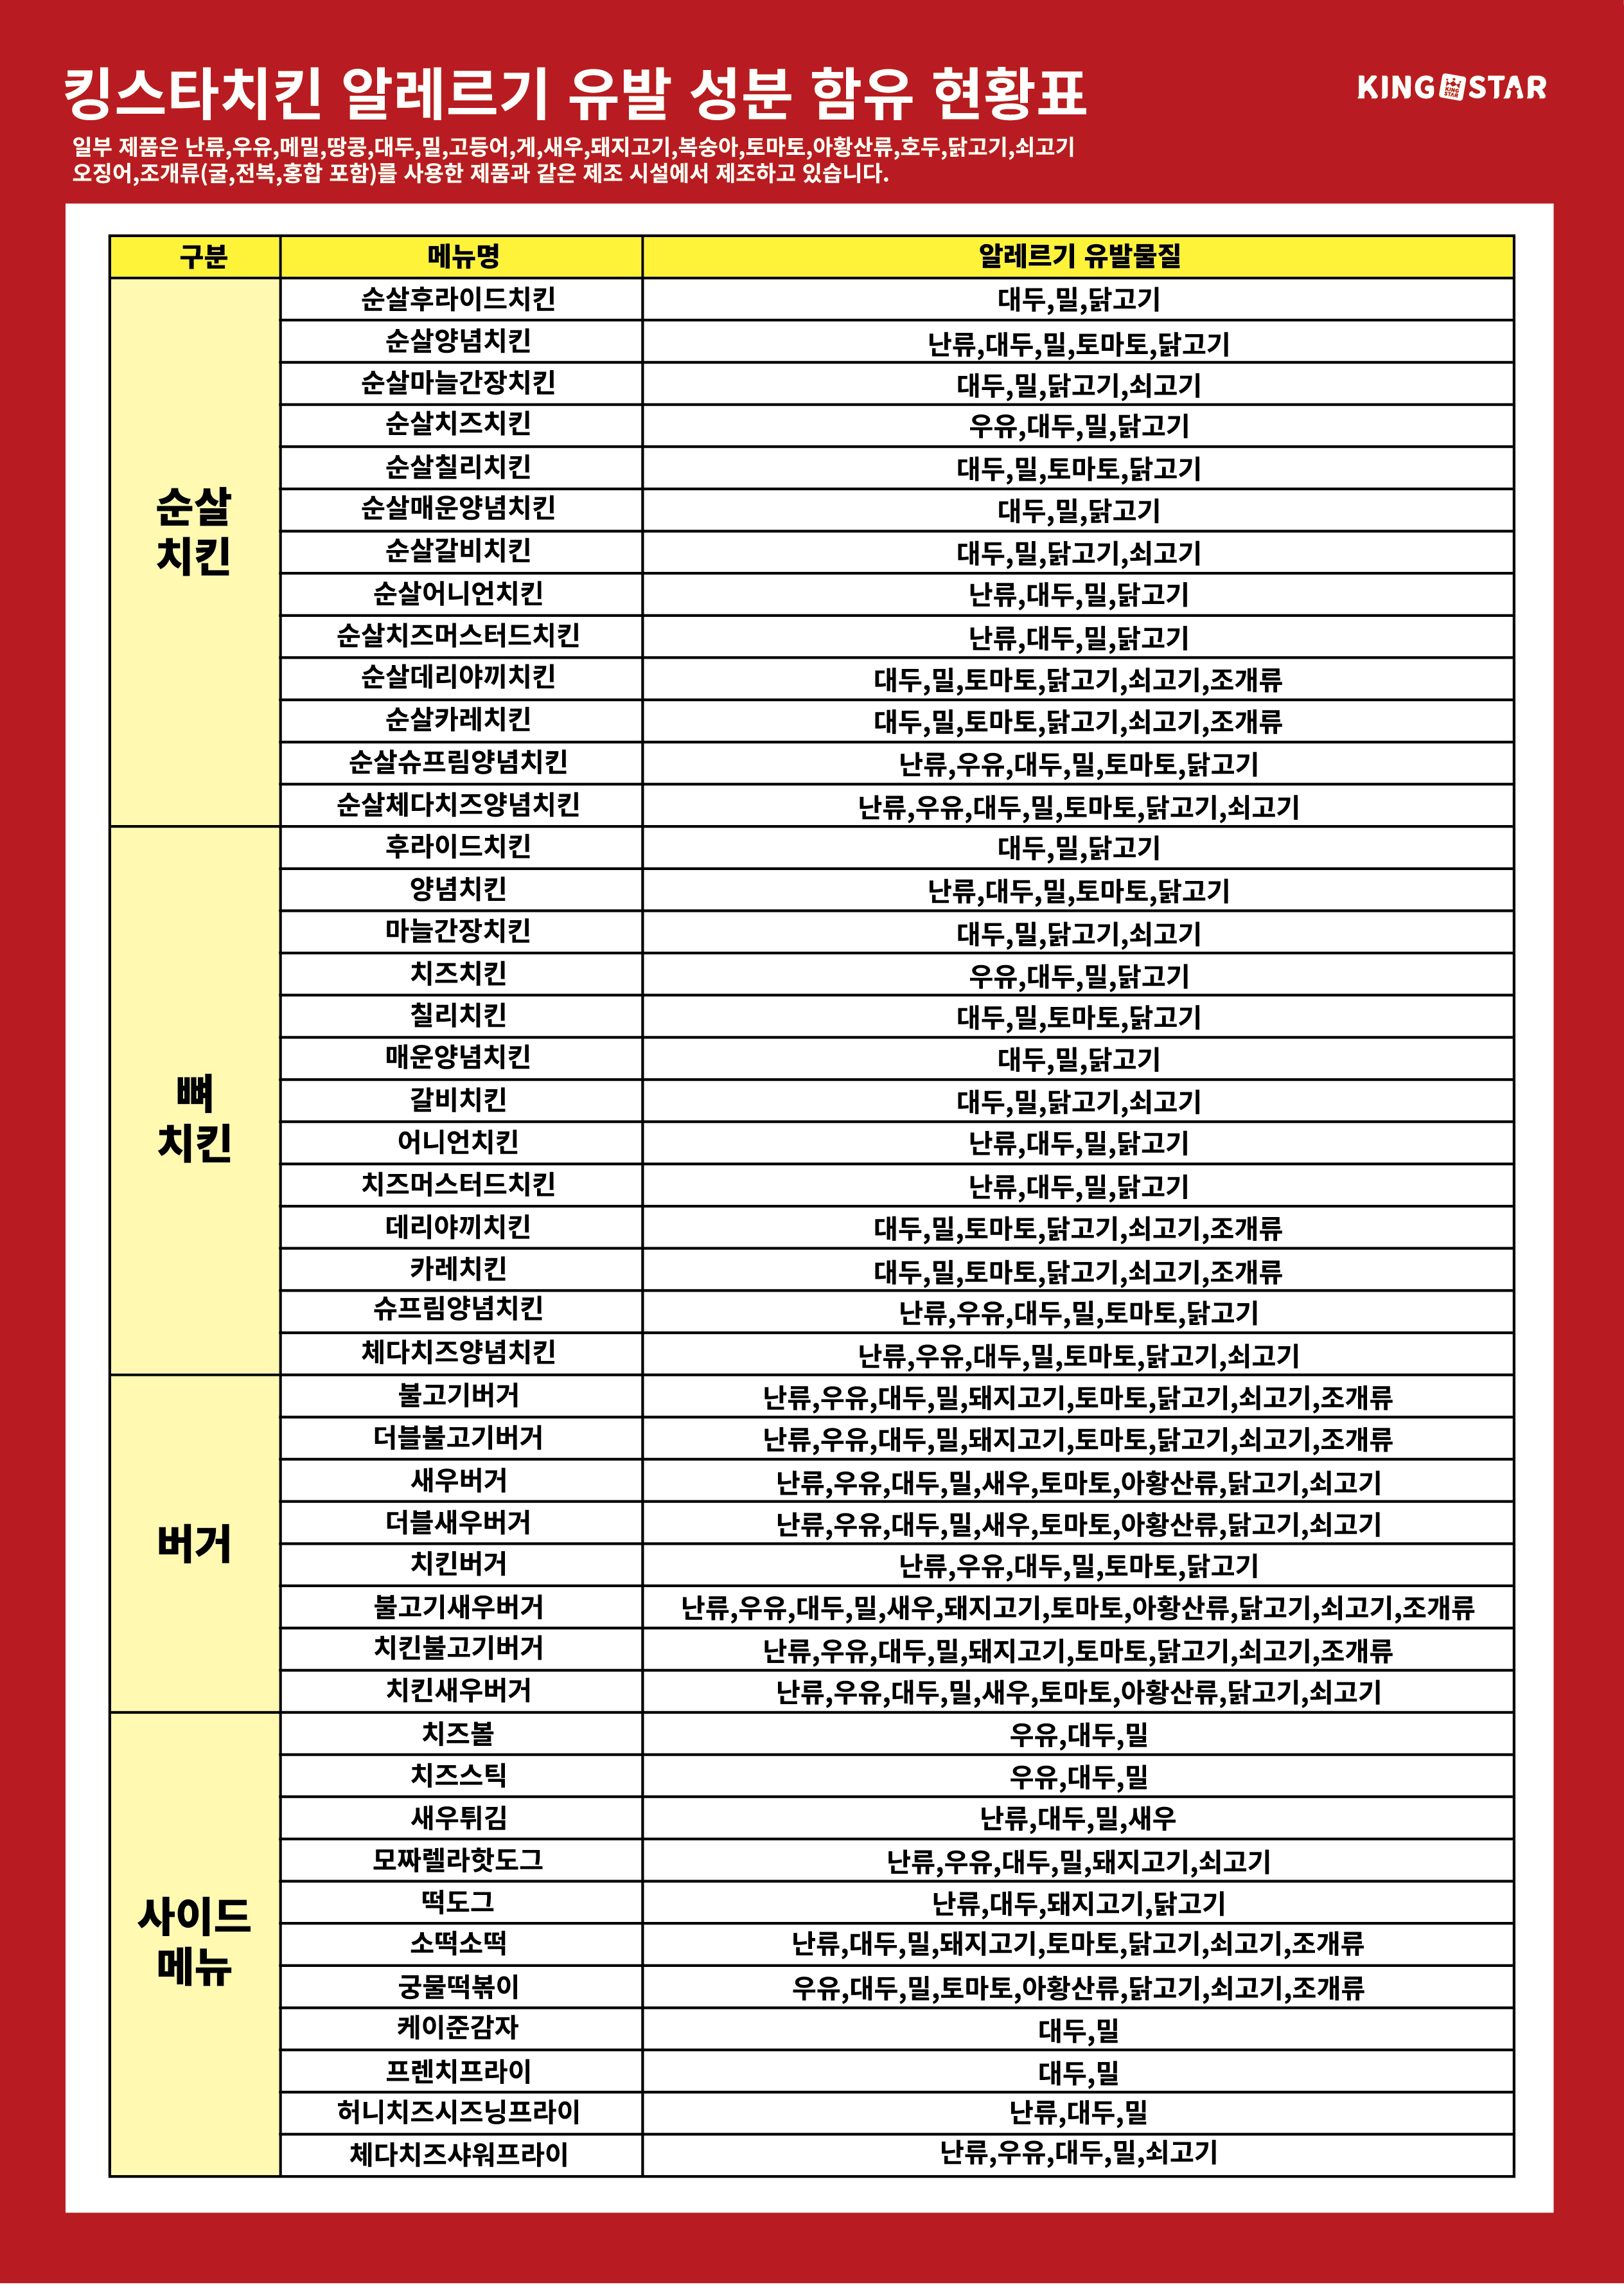 킹스타치킨 알레르기 유발 성분 함유 현황표
KING KING STAR STAR
일부 제품은 난류,우유,메밀,땅콩,대두,밀,고등어,게,새우,돼지고기,복숭아,토마토,아황산류,호두,닭고기,쇠고기
오징어,조개류(굴,전복,홍합 포함)를 사용한 제품과 같은 제조 시설에서 제조하고 있습니다.
구분 메뉴명 알레르기 유발물질
순살
치킨
순살후라이드치킨 대두,밀,닭고기
순살양념치킨 난류,대두,밀,토마토,닭고기
순살마늘간장치킨 대두,밀,닭고기,쇠고기
순살치즈치킨 우유,대두,밀,닭고기
순살칠리치킨 대두,밀,토마토,닭고기
순살매운양념치킨 대두,밀,닭고기
순살갈비치킨 대두,밀,닭고기,쇠고기
순살어니언치킨 난류,대두,밀,닭고기
순살치즈머스터드치킨 난류,대두,밀,닭고기
순살데리야끼치킨 대두,밀,토마토,닭고기,쇠고기,조개류
순살카레치킨 대두,밀,토마토,닭고기,쇠고기,조개류
순살슈프림양념치킨 난류,우유,대두,밀,토마토,닭고기
순살체다치즈양념치킨 난류,우유,대두,밀,토마토,닭고기,쇠고기
뼈
치킨
후라이드치킨 대두,밀,닭고기
양념치킨 난류,대두,밀,토마토,닭고기
마늘간장치킨 대두,밀,닭고기,쇠고기
치즈치킨 우유,대두,밀,닭고기
칠리치킨 대두,밀,토마토,닭고기
매운양념치킨 대두,밀,닭고기
갈비치킨 대두,밀,닭고기,쇠고기
어니언치킨 난류,대두,밀,닭고기
치즈머스터드치킨 난류,대두,밀,닭고기
데리야끼치킨 대두,밀,토마토,닭고기,쇠고기,조개류
카레치킨 대두,밀,토마토,닭고기,쇠고기,조개류
슈프림양념치킨 난류,우유,대두,밀,토마토,닭고기
체다치즈양념치킨 난류,우유,대두,밀,토마토,닭고기,쇠고기
버거
불고기버거 난류,우유,대두,밀,돼지고기,토마토,닭고기,쇠고기,조개류
더블불고기버거 난류,우유,대두,밀,돼지고기,토마토,닭고기,쇠고기,조개류
새우버거 난류,우유,대두,밀,새우,토마토,아황산류,닭고기,쇠고기
더블새우버거 난류,우유,대두,밀,새우,토마토,아황산류,닭고기,쇠고기
치킨버거 난류,우유,대두,밀,토마토,닭고기
불고기새우버거 난류,우유,대두,밀,새우,돼지고기,토마토,아황산류,닭고기,쇠고기,조개류
치킨불고기버거 난류,우유,대두,밀,돼지고기,토마토,닭고기,쇠고기,조개류
치킨새우버거 난류,우유,대두,밀,새우,토마토,아황산류,닭고기,쇠고기
사이드
메뉴
치즈볼 우유,대두,밀
치즈스틱 우유,대두,밀
새우튀김 난류,대두,밀,새우
모짜렐라핫도그 난류,우유,대두,밀,돼지고기,쇠고기
떡도그 난류,대두,돼지고기,닭고기
소떡소떡 난류,대두,밀,돼지고기,토마토,닭고기,쇠고기,조개류
궁물떡볶이 우유,대두,밀,토마토,아황산류,닭고기,쇠고기,조개류
케이준감자 대두,밀
프렌치프라이 대두,밀
허니치즈시즈닝프라이 난류,대두,밀
체다치즈샤워프라이 난류,우유,대두,밀,쇠고기